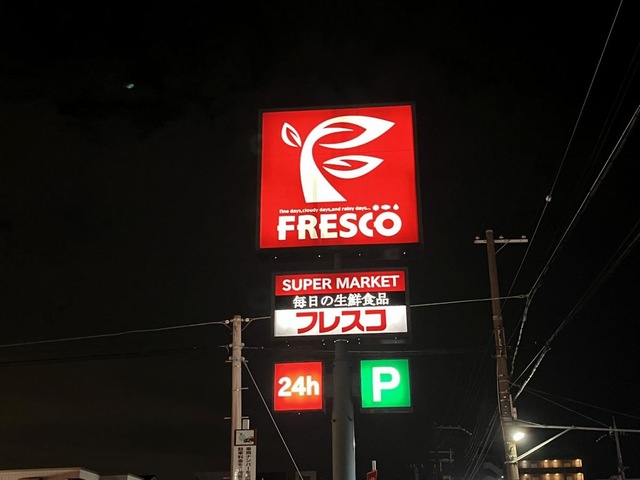 fine days,cloudy days,and rainy days...
FRESCO
SUPER MARKET
毎日の生鮮食品
フレスコ
24h
P